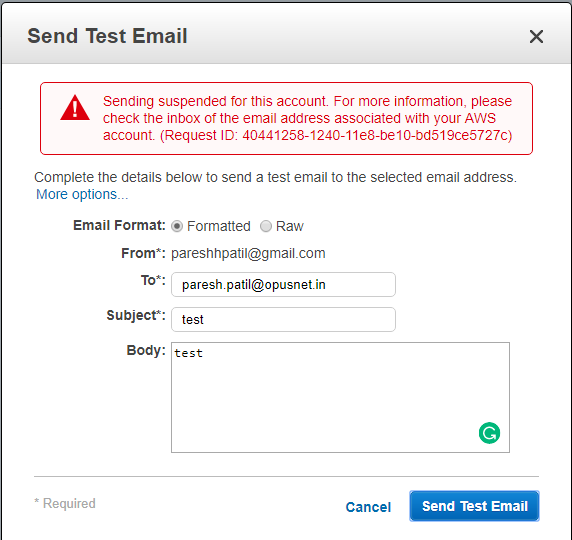 Send Test Email
Sending suspended for this account. For more information, please
check the inbox of the email address associated with your AWS
account. (Request ID: 40441258-1240-11e8-be10-bd519ce5727c)
Complete the details below to send a test email to the selected email address.
More options...
Email Format: Formatted Raw
From*: pareshhpatil@gmail.com
To*: paresh.patil@opusnet.in
Subject*: test
Body: test
* Required
Cancel
Send Test Email